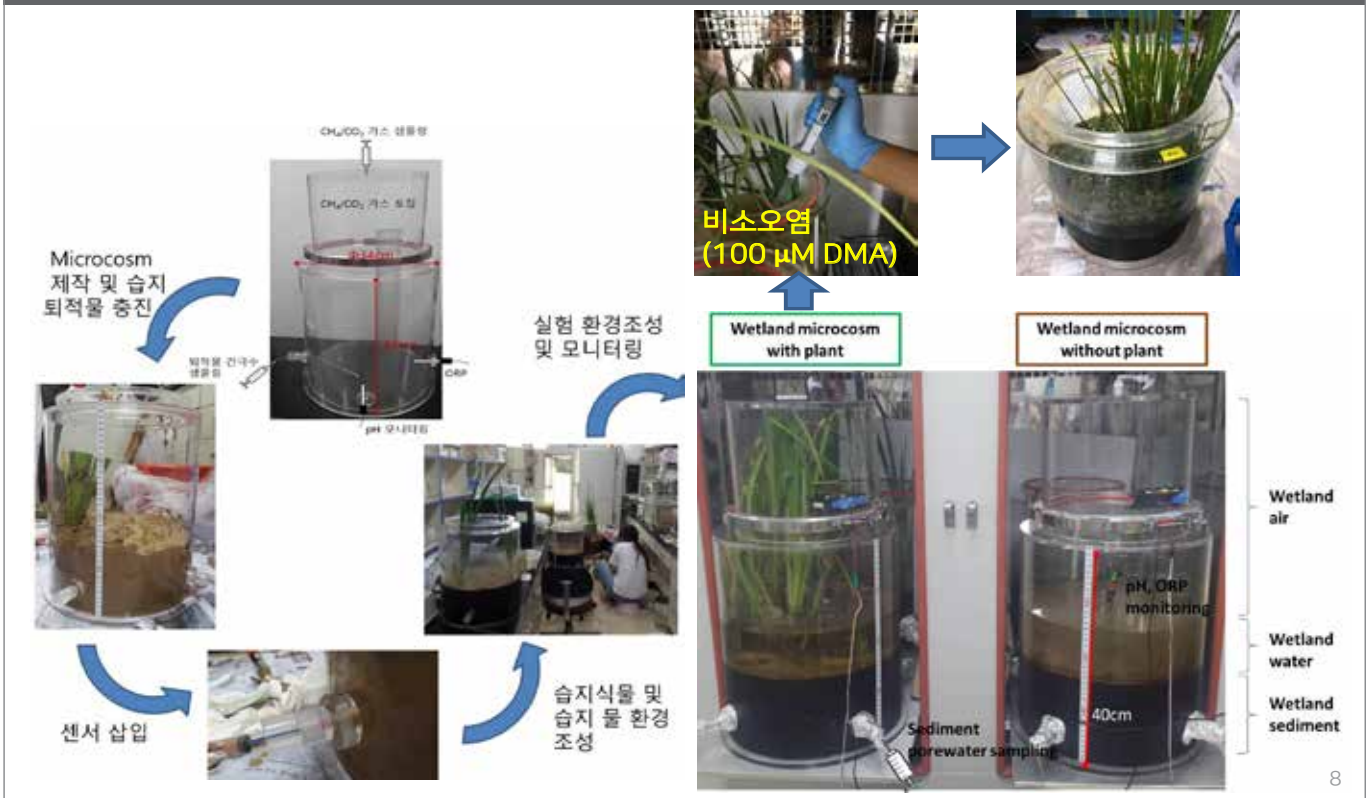 CH₄/CO₂ 가스 샘플링
CH₄/CO₂ 가스 포집
Microcosm
제작 및 습지
퇴적물 충진
퇴적물 간극수
샘플링
ORP
pH 모니터링
센서 삽입
습지식물 및
습지 물 환경
조성
실험 환경조성
및 모니터링
비소오염
(100 µM DMA)
Wetland microcosm
with plant
Wetland microcosm
without plant
pH, ORP
monitoring
40cm
Sediment
porewater sampling
Wetland
air
Wetland
water
Wetland
sediment
8